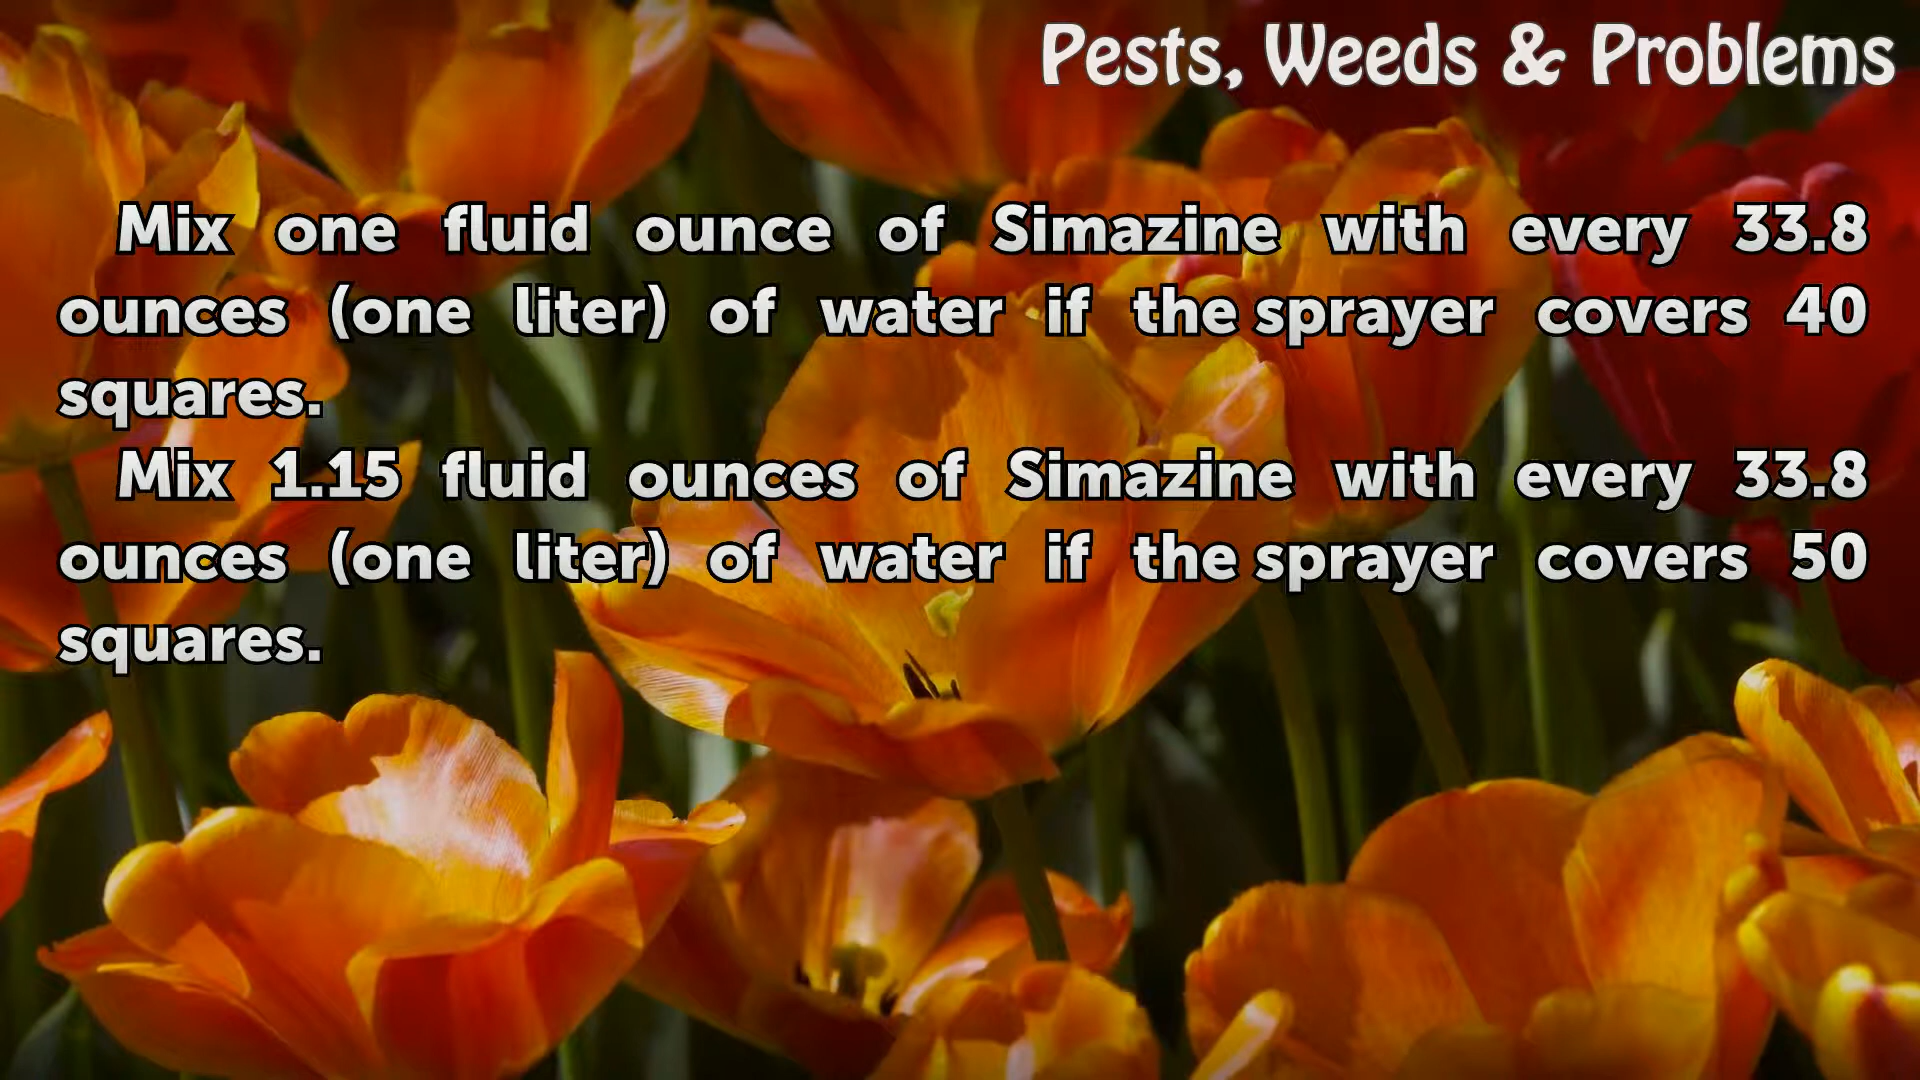 Pests, Weeds & Problems
Mix one fluid ounce of Simazine with every 33.8
ounces (one liter) of water if the sprayer covers 40
squares.
Mix 1.15 fluid ounces of Simazine with every 33.8
ounces (one liter) of water if the sprayer covers 50
squares.